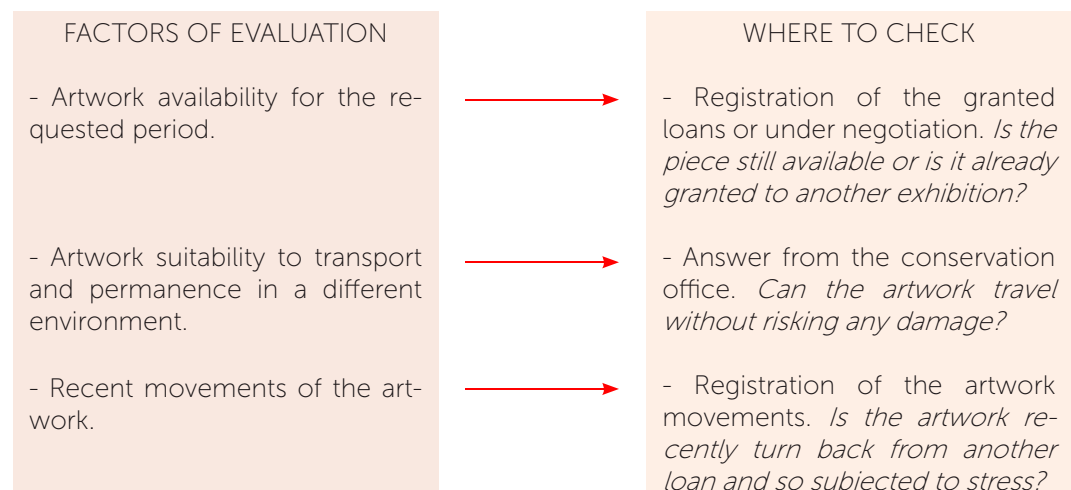 FACTORS OF EVALUATION
- Artwork availability for the re-
quested period.
- Artwork suitability to transport
and permanence in a different
environment.
- Recent movements of the art-
work.
WHERE TO CHECK
- Registration of the granted
loans or under negotiation. Is the
piece still available or is it already
granted to another exhibition?
- Answer from the conservation
office. Can the artwork travel
without risking any damage?
- Registration of the artwork
movements. Is the artwork re-
cently turn back from another
loan and so subjected to stress?